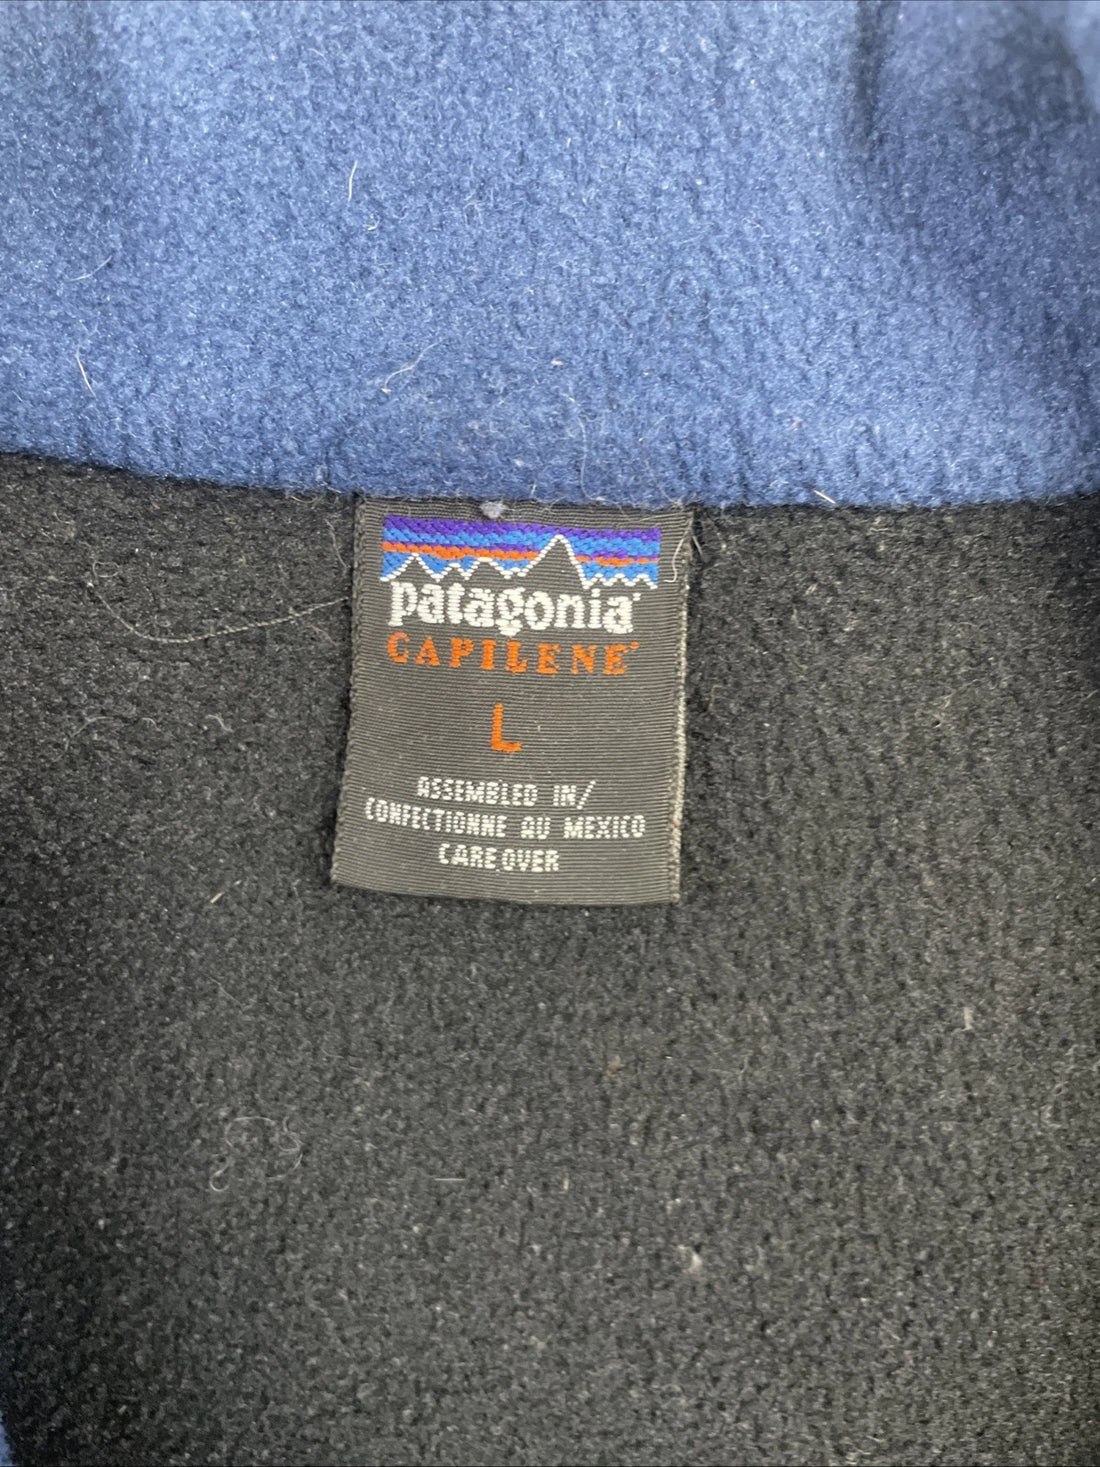 patagonia®
CAPILENE®
L
ASSEMBLED IN/
CONFECTIONNE AU MEXICO
CARE OVER